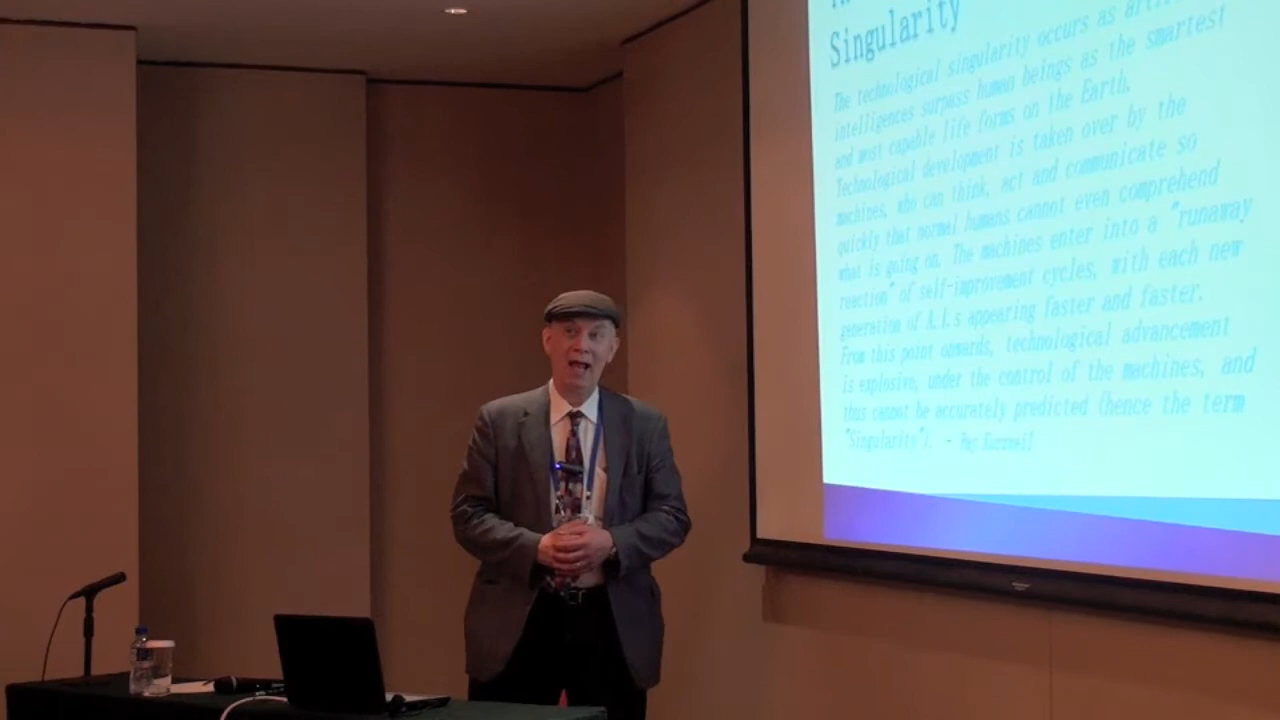 Singularity
The technological singularity occurs as
intelligences surpass human beings as the smartest
and most capable life forms on the Earth.
Technological development is taken over by the
machines, who can think, act and communicate so
quickly that normal humans cannot even comprehend
what is going on. The machines enter into a "runaway
reaction" of self-improvement cycles, with each new
generation of A.I.s appearing faster and faster.
From this point onwards, technological advancement
is explosive, under the control of the machines, and
thus cannot be accurately predicted (hence the term
"Singularity"). - Ray Kurzweil